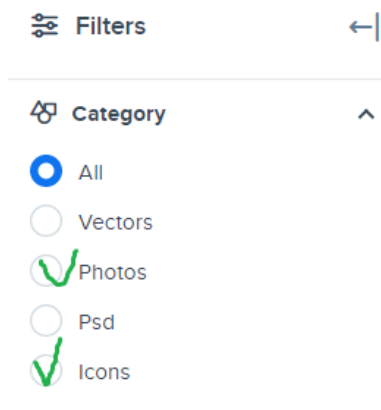 Filters
Category
All
Vectors
Photos
Psd
Icons